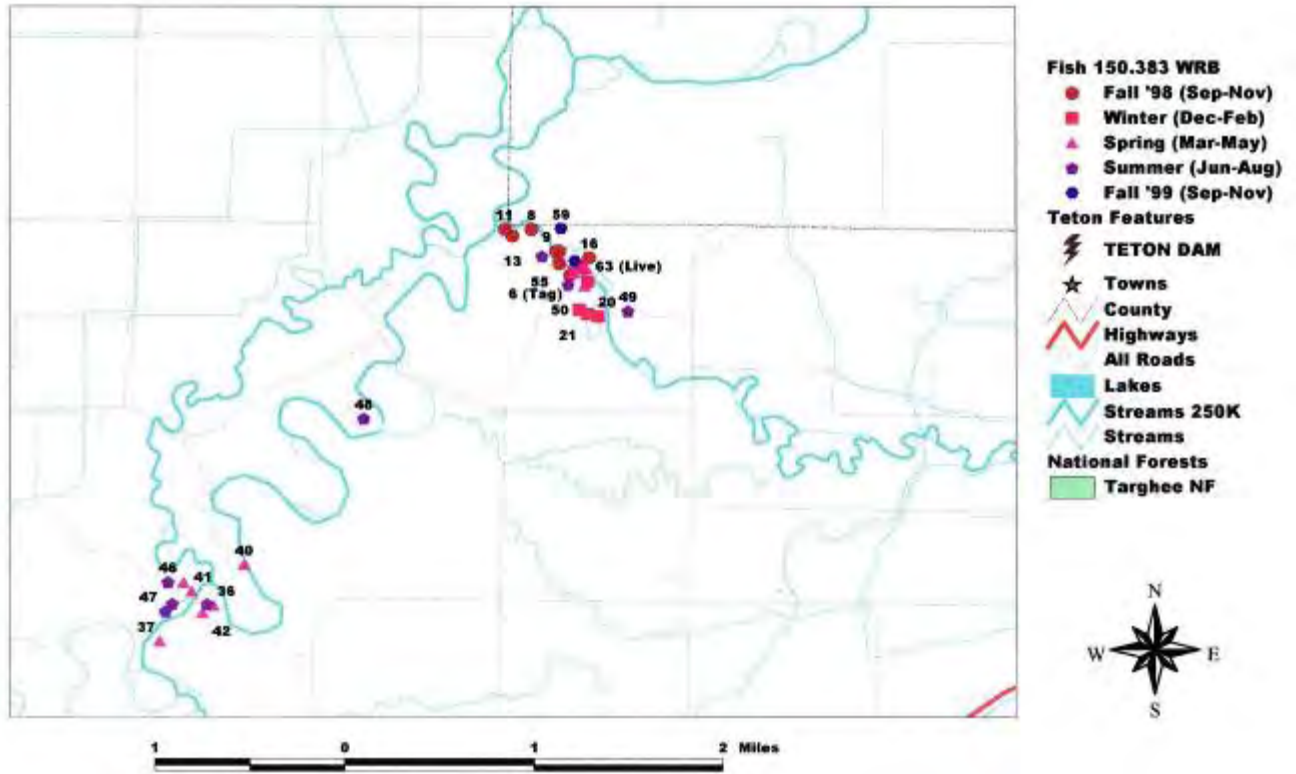 11 8 59
9 16
13 63 (Live)
55
6 (Tag)
50 20 49
21
48
40
46 41
47 36
37 42
Fish 150.383 WRB
Fall '98 (Sep-Nov)
Winter (Dec-Feb)
Spring (Mar-May)
Summer (Jun-Aug)
Fall '99 (Sep-Nov)
Teton Features
TETON DAM
Towns
County
Highways
All Roads
Lakes
Streams 250K
Streams
National Forests
Targhee NF
N
W E
S
1 0 1 2 Miles